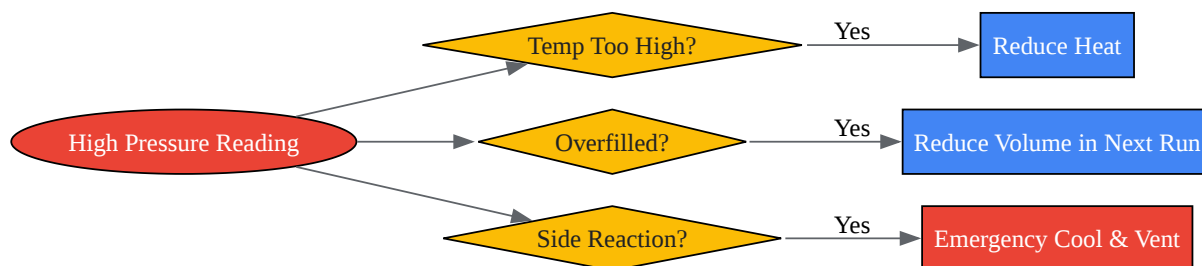 Temp Too High?
Yes
Reduce Heat
High Pressure Reading
Overfilled?
Yes
Reduce Volume in Next Run
Side Reaction?
Yes
Emergency Cool & Vent